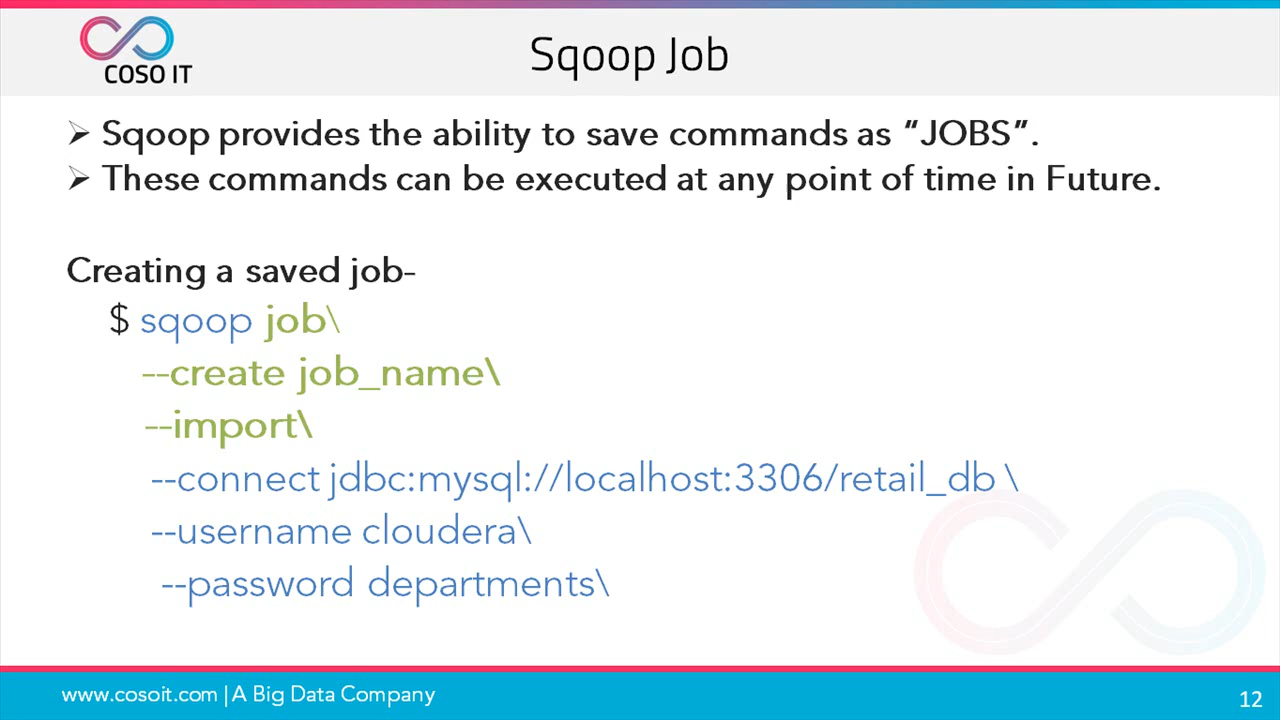 COSO IT
Sqoop Job
➢ Sqoop provides the ability to save commands as “JOBS”.
➢ These commands can be executed at any point of time in Future.
Creating a saved job-
$ sqoop job\
--create job_name\
--import\
--connect jdbc:mysql://localhost:3306/retail_db \
--username cloudera\
--password departments\
www.cosoit.com | A Big Data Company
12